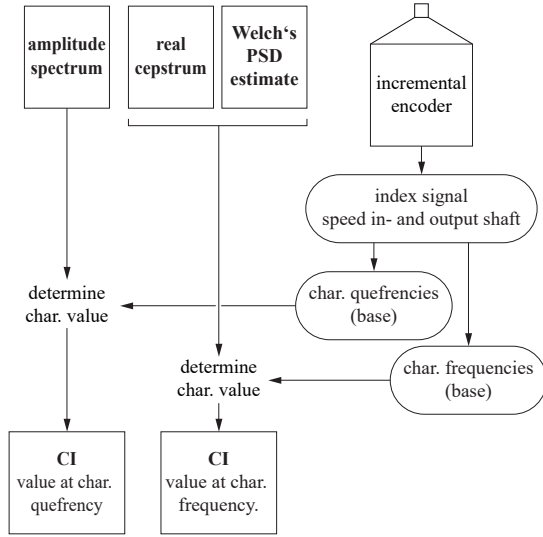 amplitude
spectrum
real
cepstrum
Welch‘s
PSD
estimate
incremental
encoder
index signal
speed in- and output shaft
determine
char. value
char. quefrencies
(base)
determine
char. value
char. frequencies
(base)
CI
value at char.
quefrency
CI
value at char.
frequency.